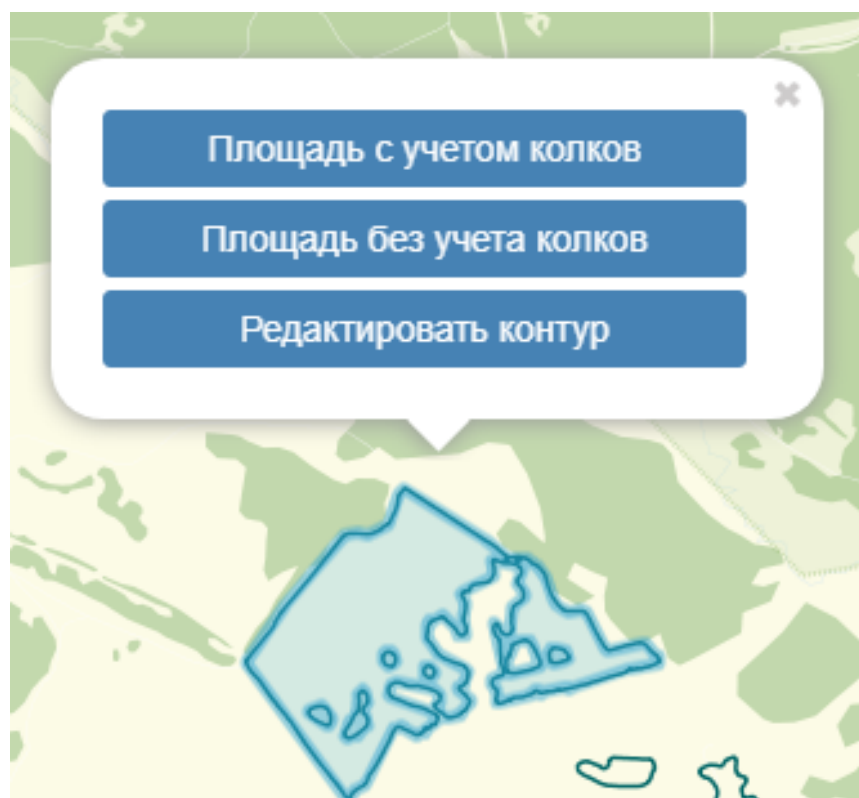 Площадь с учетом колков
Площадь без учета колков
Редактировать контур